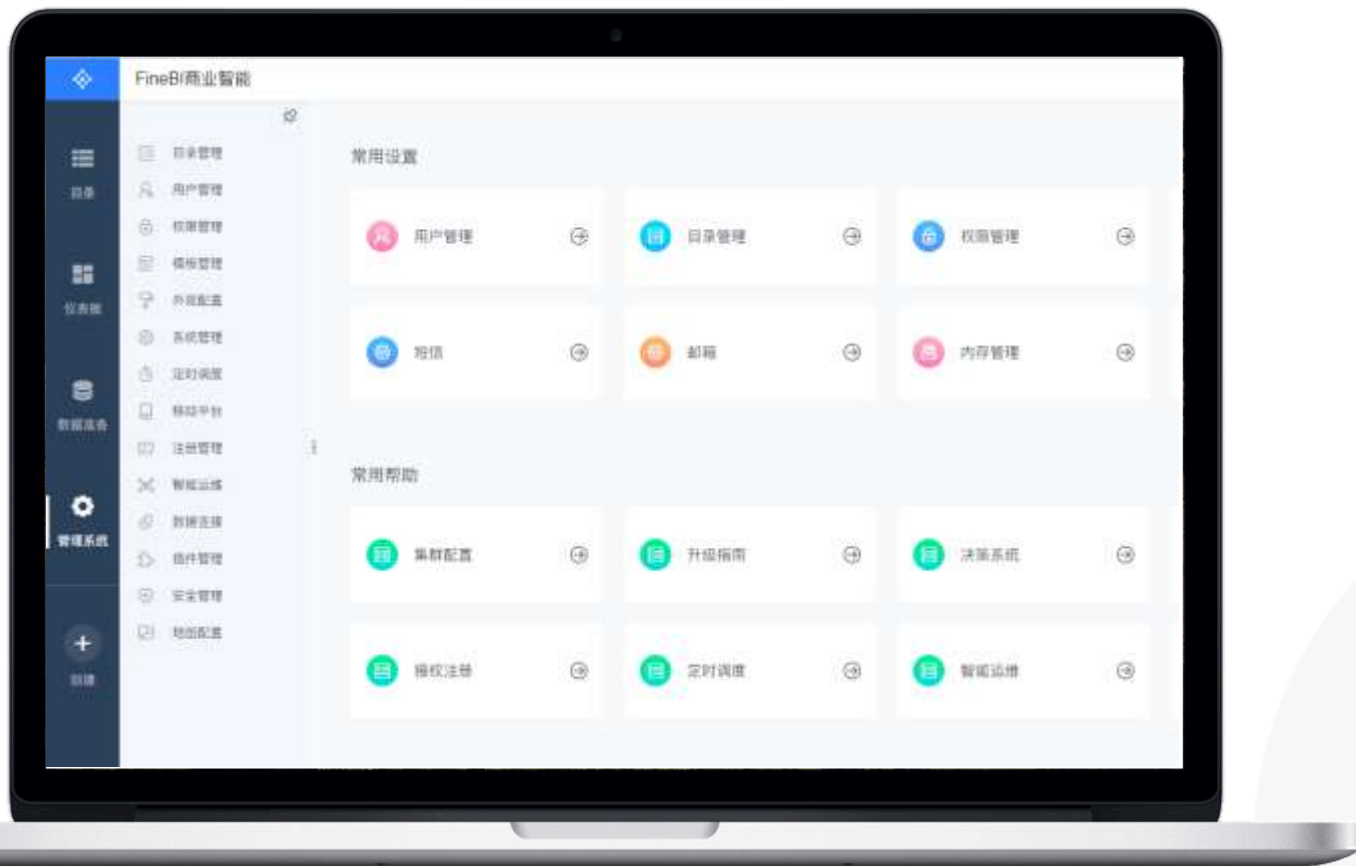 FineBI商业智能
目录
仪表板
数据准备
管理系统
创建
目录管理
用户管理
权限管理
模板管理
外观配置
系统管理
定时调度
移动平台
注册管理
智能运维
数据连接
插件管理
安全管理
地图配置
常用设置
用户管理
目录管理
权限管理
短信
邮箱
内存管理
常用帮助
集群配置
升级指南
决策系统
授权注册
定时调度
智能运维